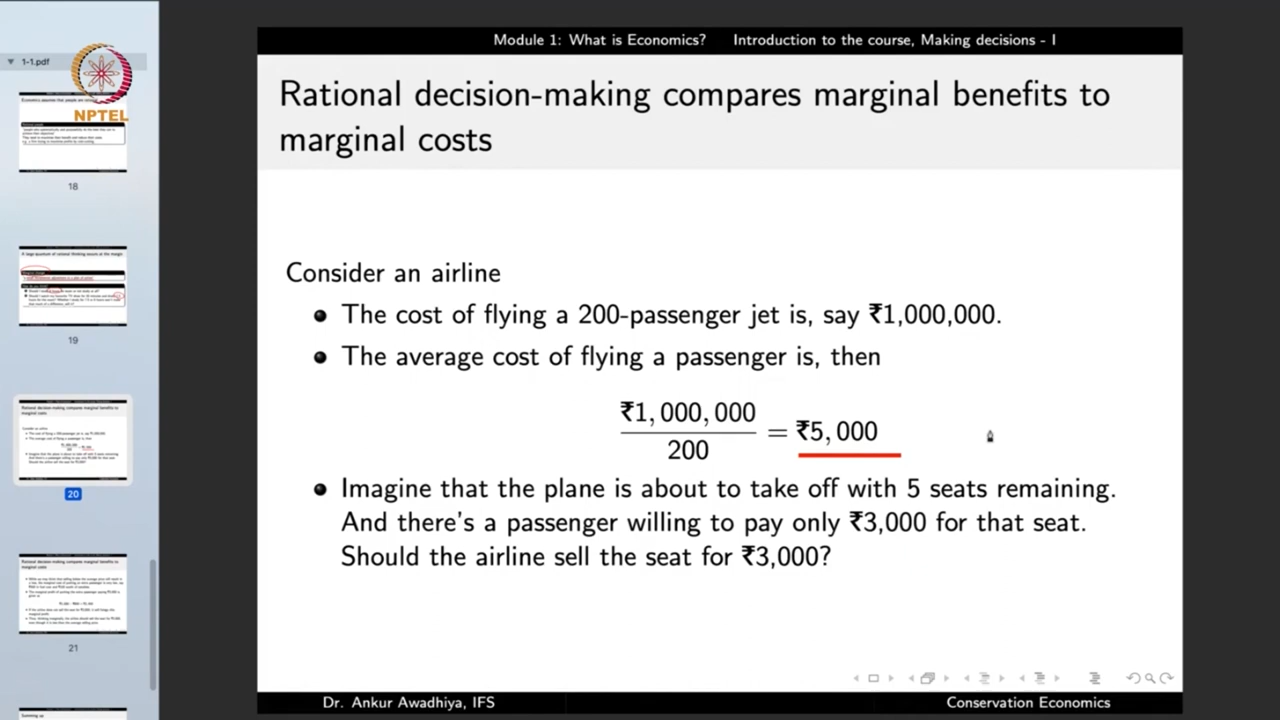 Module 1: What is Economics? Introduction to the course, Making decisions - I
1-1.pdf
NPTEL
18
19
20
21
Rational decision-making compares marginal benefits to
marginal costs
Consider an airline
The cost of flying a 200-passenger jet is, say ₹1,000,000.
The average cost of flying a passenger is, then
₹1,000,000
200
= ₹5,000
Imagine that the plane is about to take off with 5 seats remaining.
And there's a passenger willing to pay only ₹3,000 for that seat.
Should the airline sell the seat for ₹3,000?
Dr. Ankur Awadhiya, IFS Conservation Economics